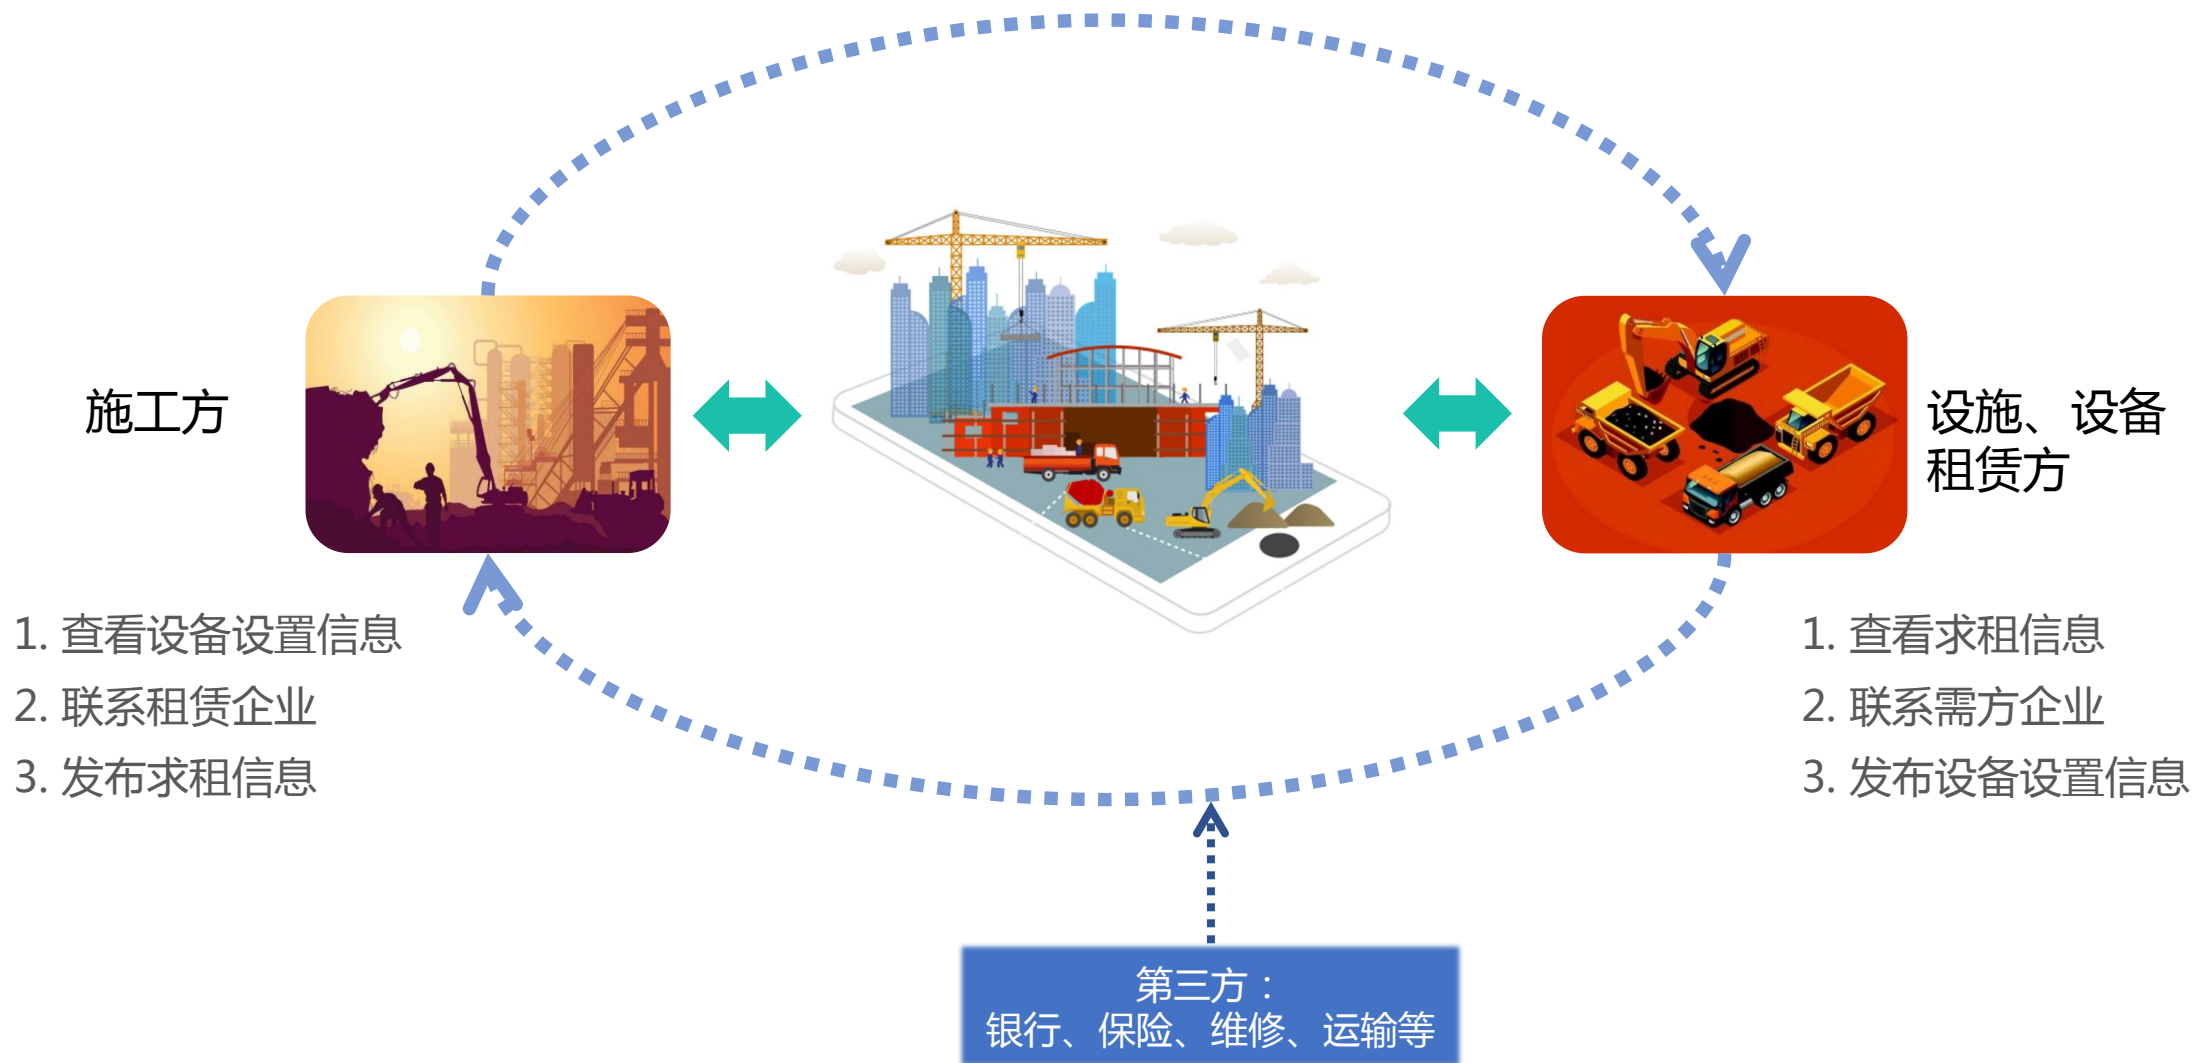 施工方
设施、设备
租赁方
1. 查看设备设置信息
2. 联系租赁企业
3. 发布求租信息
1. 查看求租信息
2. 联系需方企业
3. 发布设备设置信息
第三方：
银行、保险、维修、运输等